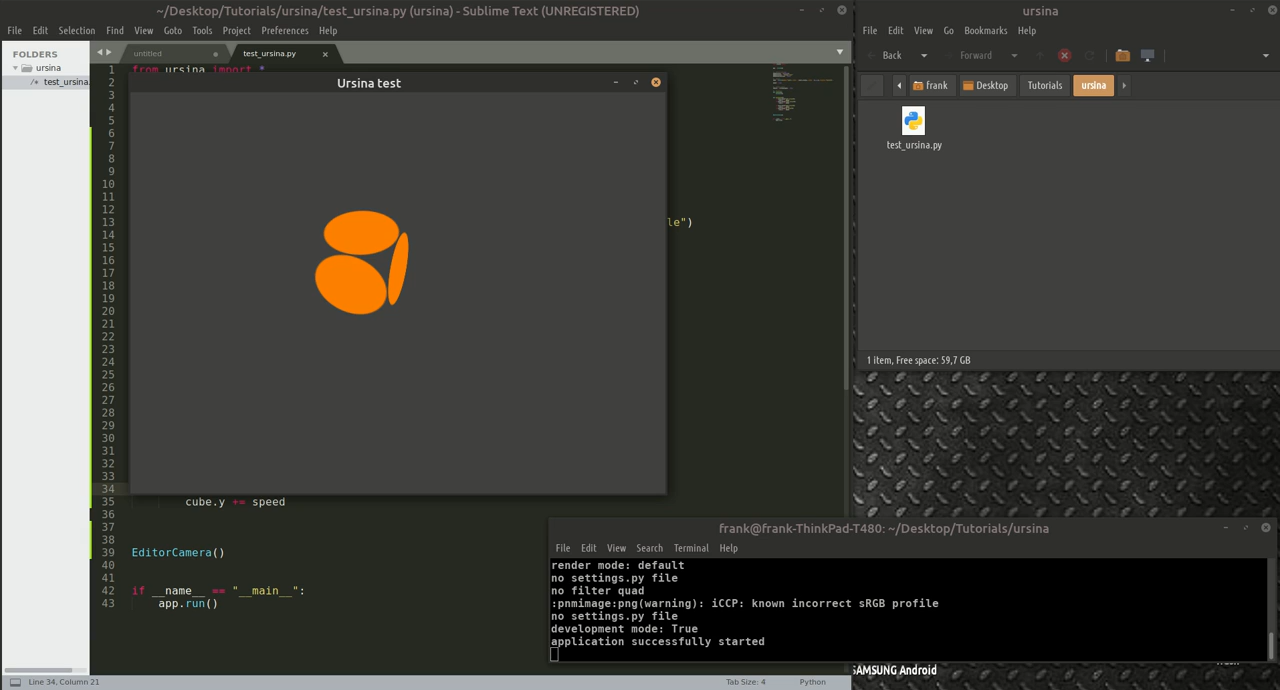 ~/Desktop/Tutorials/ursina/test_ursina.py (ursina) - Sublime Text (UNREGISTERED)
File Edit Selection Find View Goto Tools Project Preferences Help
FOLDERS
ursina
/* test_ursina
untitled
test_ursina.py
1 from ursina import *
2
3
4
5
6
7
8
9
10
11
12
13 le")
14
15
16
17
18
19
20
21
22
23
24
25
26
27
28
29
30
31
32
33
34
35 cube.y += speed
36
37
38
39 EditorCamera()
40
41
42 if __name__ == "__main__":
43 app.run()
Line 34, Column 21
Tab Size: 4
Python
Ursina test
ursina
File Edit View Go Bookmarks Help
Back
Forward
frank
Desktop
Tutorials
ursina
test_ursina.py
1 item, Free space: 59,7 GB
frank@frank-ThinkPad-T480: ~/Desktop/Tutorials/ursina
File Edit View Search Terminal Help
render mode: default
no settings.py file
no filter quad
:pnmimage:png(warning): iCCP: known incorrect sRGB profile
no settings.py file
development mode: True
application successfully started
SAMSUNG Android